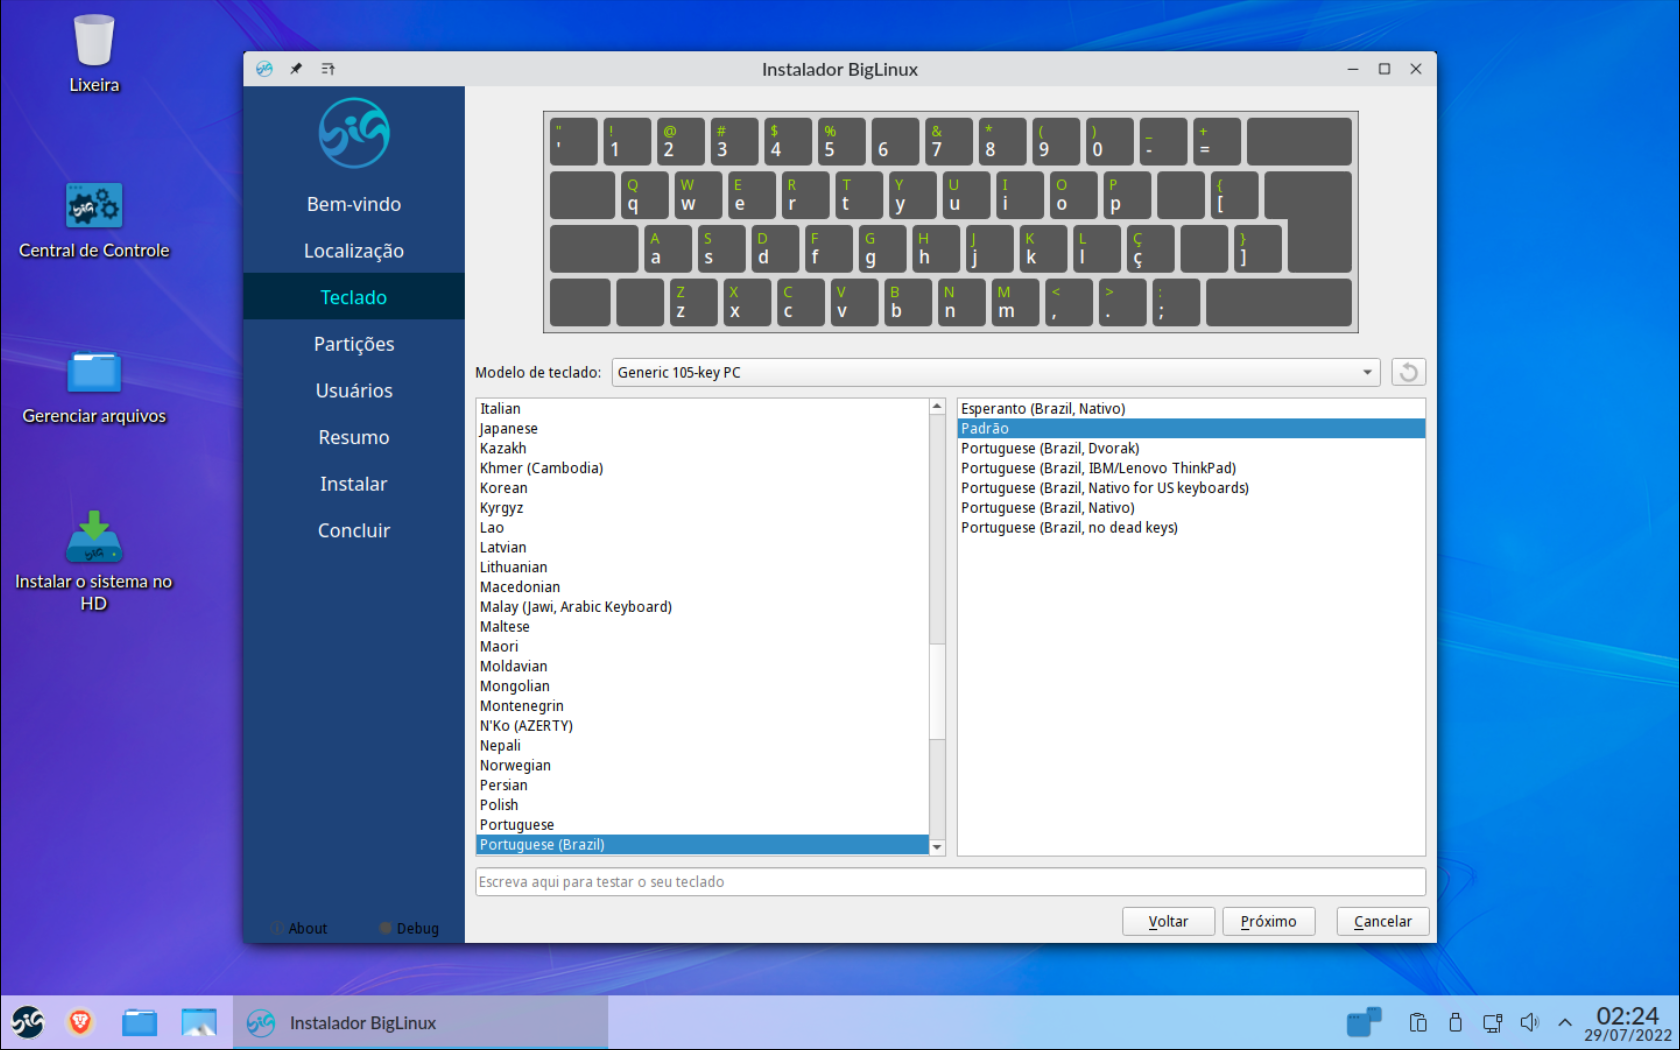 Lixeira
Central de Controle
Gerenciar arquivos
Instalar o sistema no
HD
Instalador BigLinux
BIG
Bem-vindo
Localização
Teclado
Partições
Usuários
Resumo
Instalar
Concluir
About
Debug
" ! @ # $ % & * ( ) _ +
' 1 2 3 4 5 6 7 8 9 0 - =
Q W E R T Y U I O P {
q w e r t y u i o p [
A S D F G H J K L Ç }
a s d f g h j k l ç ]
Z X C V B N M < > :
z x c v b n m , . ;
Modelo de teclado:
Generic 105-key PC
Italian
Japanese
Kazakh
Khmer (Cambodia)
Korean
Kyrgyz
Lao
Latvian
Lithuanian
Macedonian
Malay (Jawi, Arabic Keyboard)
Maltese
Maori
Moldavian
Mongolian
Montenegrin
N'Ko (AZERTY)
Nepali
Norwegian
Persian
Polish
Portuguese
Portuguese (Brazil)
Esperanto (Brazil, Nativo)
Padrão
Portuguese (Brazil, Dvorak)
Portuguese (Brazil, IBM/Lenovo ThinkPad)
Portuguese (Brazil, Nativo for US keyboards)
Portuguese (Brazil, Nativo)
Portuguese (Brazil, no dead keys)
Escreva aqui para testar o seu teclado
Voltar
Próximo
Cancelar
Instalador BigLinux
02:24
29/07/2022